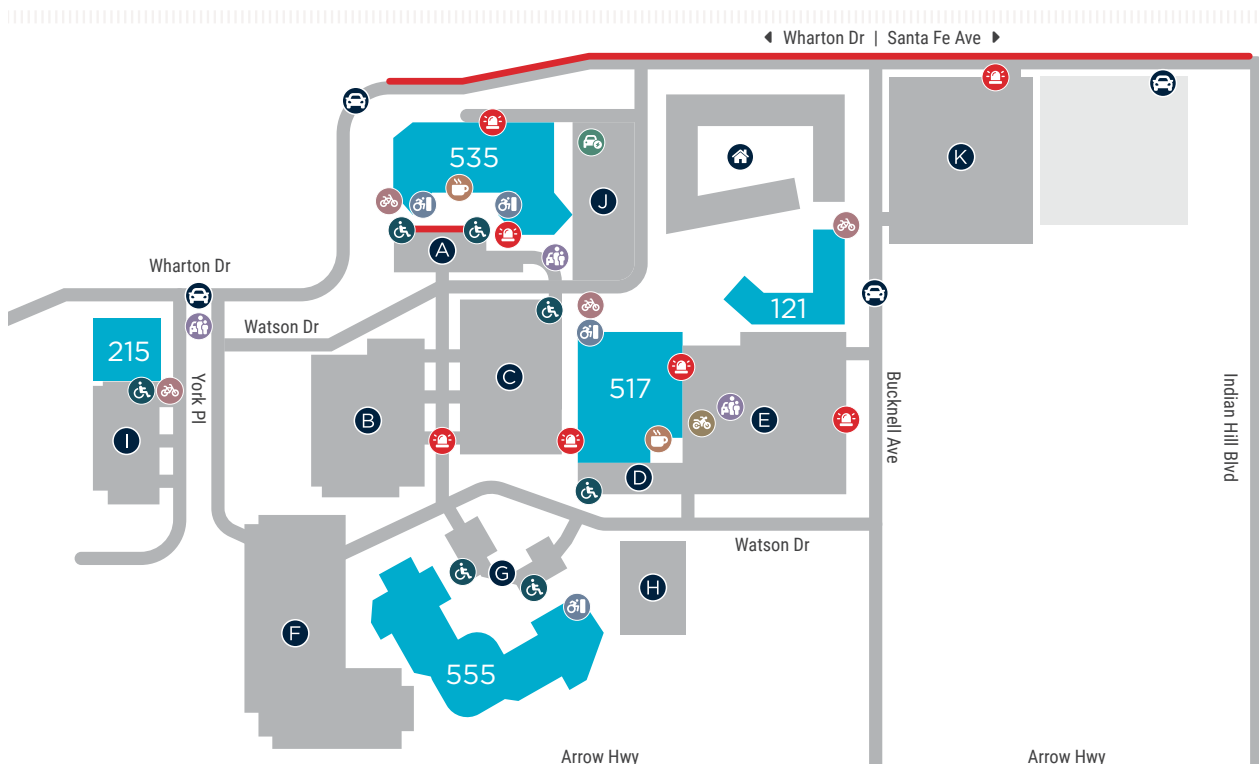 Wharton Dr | Santa Fe Ave
K
535
J
A
Wharton Dr
121
Watson Dr
215
C
517
York Pl
Bucknell Ave
Indian Hill Blvd
B
E
I
D
Watson Dr
G
H
F
555
Arrow Hwy
Arrow Hwy